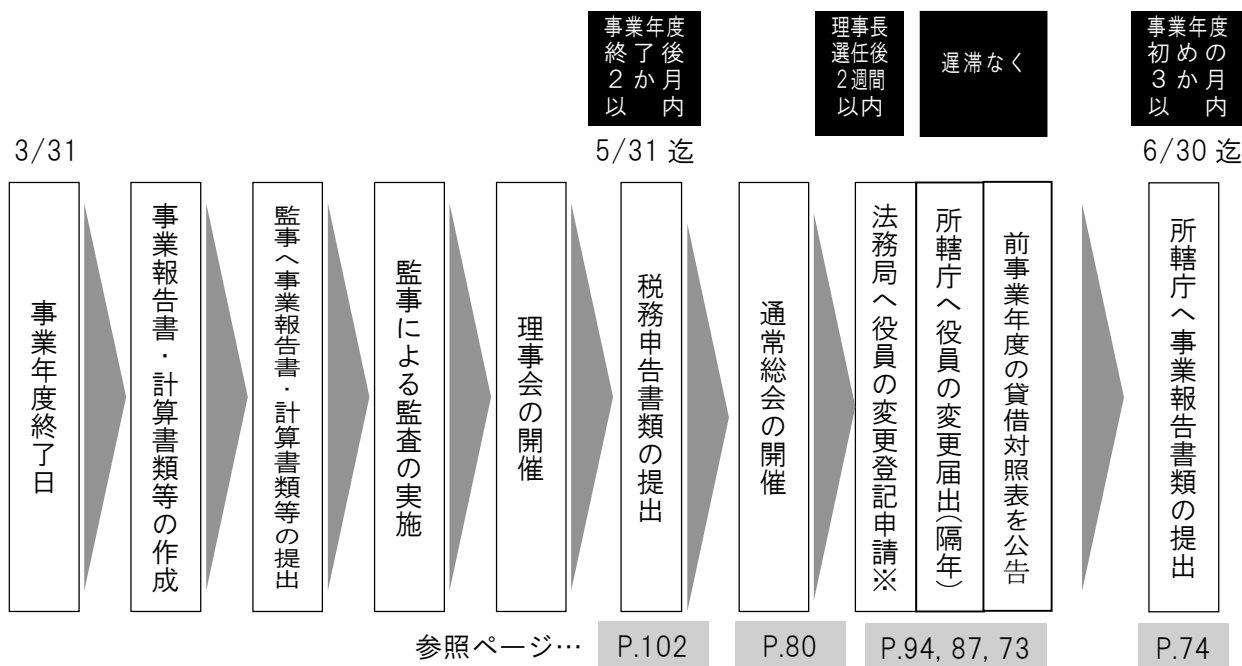 事業年度
終了後
2か月
以内
理事長
選任後
2週間
以内
遅滞なく
事業年度
初めの
3か月
以内
3/31
5/31 迄
6/30 迄
事業年度終了日
事業報告書・計算書類等の作成
監事へ事業報告書・計算書類等の提出
監事による監査の実施
理事会の開催
税務申告書類の提出
通常総会の開催
法務局へ役員の変更登記申請※
所轄庁へ役員の変更届出(隔年)
前事業年度の貸借対照表を公告
所轄庁へ事業報告書類の提出
参照ページ…
P.102
P.80
P.94, 87, 73
P.74